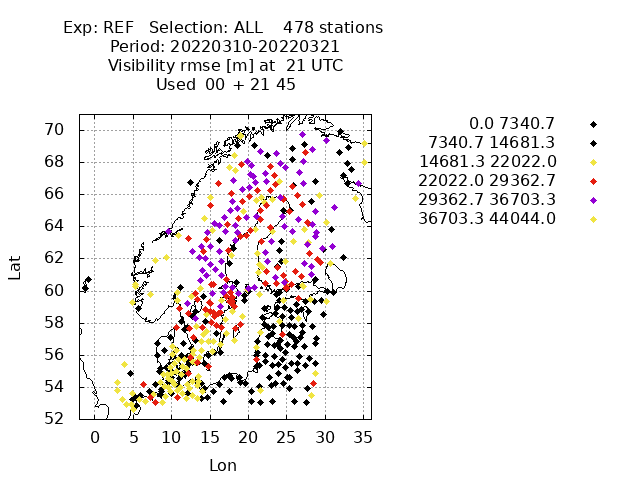 Exp: REF Selection: ALL 478 stations
Period: 20220310-20220321
Visibility rmse [m] at 21 UTC
Used 00 + 21 45
0.0 7340.7
7340.7 14681.3
14681.3 22022.0
22022.0 29362.7
29362.7 36703.3
36703.3 44044.0
70
68
66
64
62
60
58
56
54
52
Lat
0 5 10 15 20 25 30 35
Lon